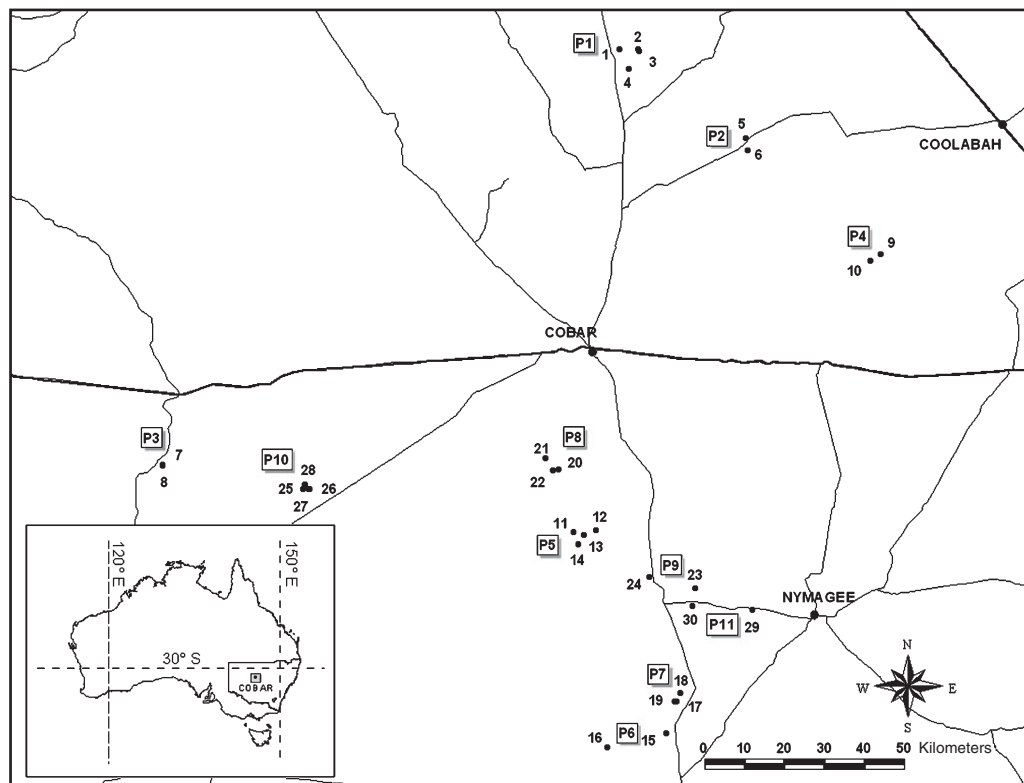 P1 2
1 3
4
5
P2
6
COOLABAH
P4 9
10
COBAR
P3
7
8
P10
28
25 26
27
P8
21
20
22
11 12
P5 13
14
P9
24 23
NYMAGEE
30 P11 29
P7
18
19 17
P6 15
16
120° E
150° E
30° S
COBAR
N
W E
S
0 10 20 30 40 50 Kilometers